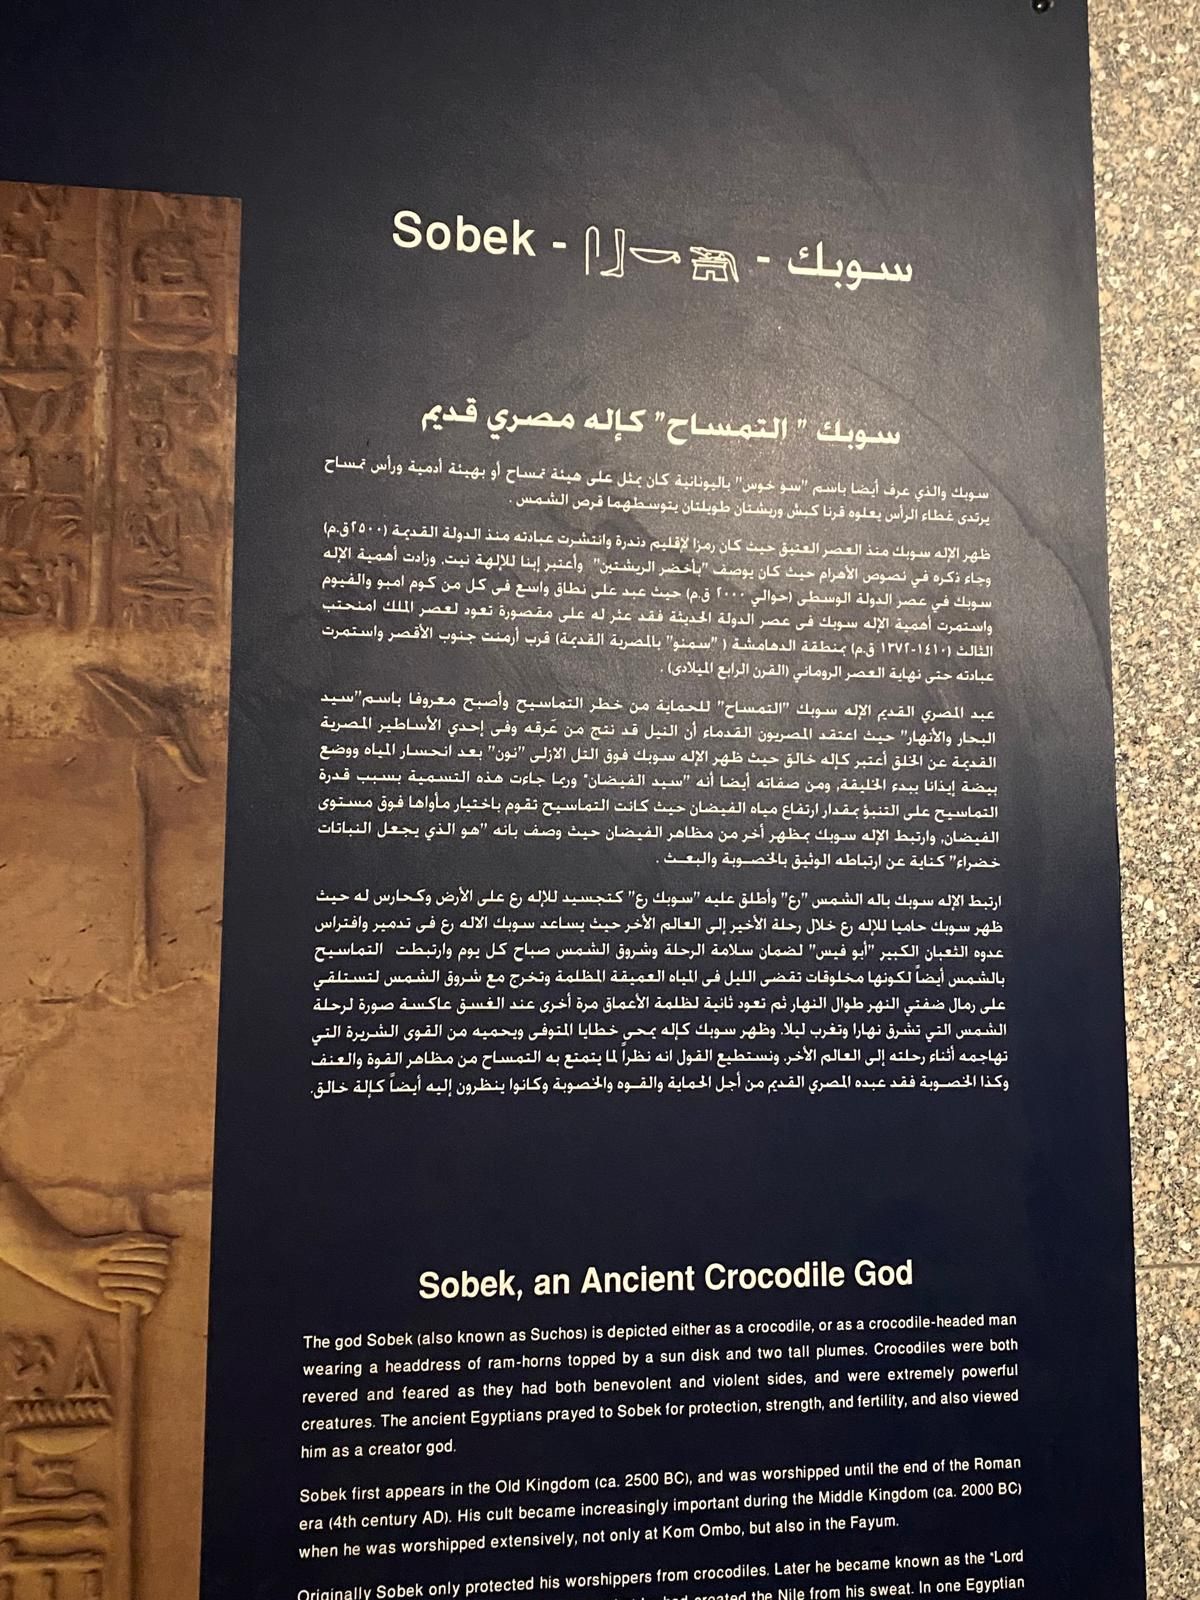 Sobek - 𓋴𓃀𓎡𓆋 - سوبك
سوبك " التمساح" كإله مصري قديم
سوبك والذي عرف أيضا باسم "سو خوس" باليونانية كان يمثل على هيئة تمساح أو بهيئة أدمية ورأس تمساح
يرتدى غطاء الرأس يعلوه قرنا كبش وريشتان طويلتان يتوسطهما قرص الشمس .
ظهر الإله سوبك منذ العصر العتيق حيث كان رمزا لإقليم دندرة وانتشرت عبادته منذ الدولة القديمة (٢٥٠٠ق.م)
وجاء ذكره في نصوص الأهرام حيث كان يوصف "بأخضر الريشتين" وأعتبر إبنا للإلهة نيت. وزادت أهمية الإله
سوبك في عصر الدولة الوسطى (حوالي ٢٠٠٠ ق.م) حيث عبد على نطاق واسع فى كل من كوم امبو والفيوم
واستمرت أهمية الإله سوبك فى عصر الدولة الحديثة فقد عثر له على مقصورة تعود لعصر الملك امنحتب
الثالث (١٤١٠-١٣٧٢ ق.م) بمنطقة الدهامشة ( "سمنو" بالمصرية القديمة) قرب أرمنت جنوب الأقصر واستمرت
عبادته حتى نهاية العصر الروماني (القرن الرابع الميلادى) .
عبد المصري القديم الإله سوبك "التمساح" للحماية من خطر التماسيح وأصبح معروفا باسم"سيد
البحار والأنهار" حيث اعتقد المصريون القدماء أن النيل قد نتج من عَرقه وفى إحدي الأساطير المصرية
القديمة عن الخلق أعتبر كإله خالق حيث ظهر الإله سوبك فوق التل الازلى "نون" بعد انحسار المياه ووضع
بيضة إيذانا ببدء الخليقة, ومن صفاته أيضا أنه "سيد الفيضان" وربما جاءت هذه التسمية بسبب قدرة
التماسيح على التنبؤ بمقدار ارتفاع مياه الفيضان حيث كانت التماسيح تقوم باختيار مأواها فوق مستوى
الفيضان, وارتبط الإله سوبك بمظهر أخر من مظاهر الفيضان حيث وصف بانه "هو الذي يجعل النباتات
خضراء" كناية عن ارتباطه الوثيق بالخصوبة والبعث .
ارتبط الإله سوبك باله الشمس "رع" وأطلق عليه "سوبك رع" كتجسيد للإله رع على الأرض وكحارس له حيث
ظهر سوبك حاميا للإله رع خلال رحلة الأخير إلى العالم الأخر حيث يساعد سوبك الاله رع فى تدمير وافتراس
عدوه الثعبان الكبير "أبو فيس" لضمان سلامة الرحلة وشروق الشمس صباح كل يوم وارتبطت التماسيح
بالشمس أيضاً لكونها مخلوقات تقضى الليل فى المياه العميقة المظلمة وتخرج مع شروق الشمس لتستلقي
على رمال ضفتي النهر طوال النهار ثم تعود ثانية لظلمة الأعماق مرة أخرى عند الغسق عاكسة صورة لرحلة
الشمس التي تشرق نهارا وتغرب ليلا. وظهر سوبك كإله يمحى خطايا المتوفى ويحميه من القوى الشريرة التي
تهاجمه أثناء رحلته إلى العالم الأخر. ونستطيع القول انه نظراً لما يتمتع به التمساح من مظاهر القوة والعنف
وكذا الخصوبة فقد عبده المصري القديم من أجل الحماية والقوه والخصوبة وكانوا ينظرون إليه أيضاً كإلة خالق.
Sobek, an Ancient Crocodile God
The god Sobek (also known as Suchos) is depicted either as a crocodile, or as a crocodile-headed man
wearing a headdress of ram-horns topped by a sun disk and two tall plumes. Crocodiles were both
revered and feared as they had both benevolent and violent sides, and were extremely powerful
creatures. The ancient Egyptians prayed to Sobek for protection, strength, and fertility, and also viewed
him as a creator god.
Sobek first appears in the Old Kingdom (ca. 2500 BC), and was worshipped until the end of the Roman
era (4th century AD). His cult became increasingly important during the Middle Kingdom (ca. 2000 BC)
when he was worshipped extensively, not only at Kom Ombo, but also in the Fayum.
Originally Sobek only protected his worshippers from crocodiles. Later he became known as the "Lord
had created the Nile from his sweat. In one Egyptian